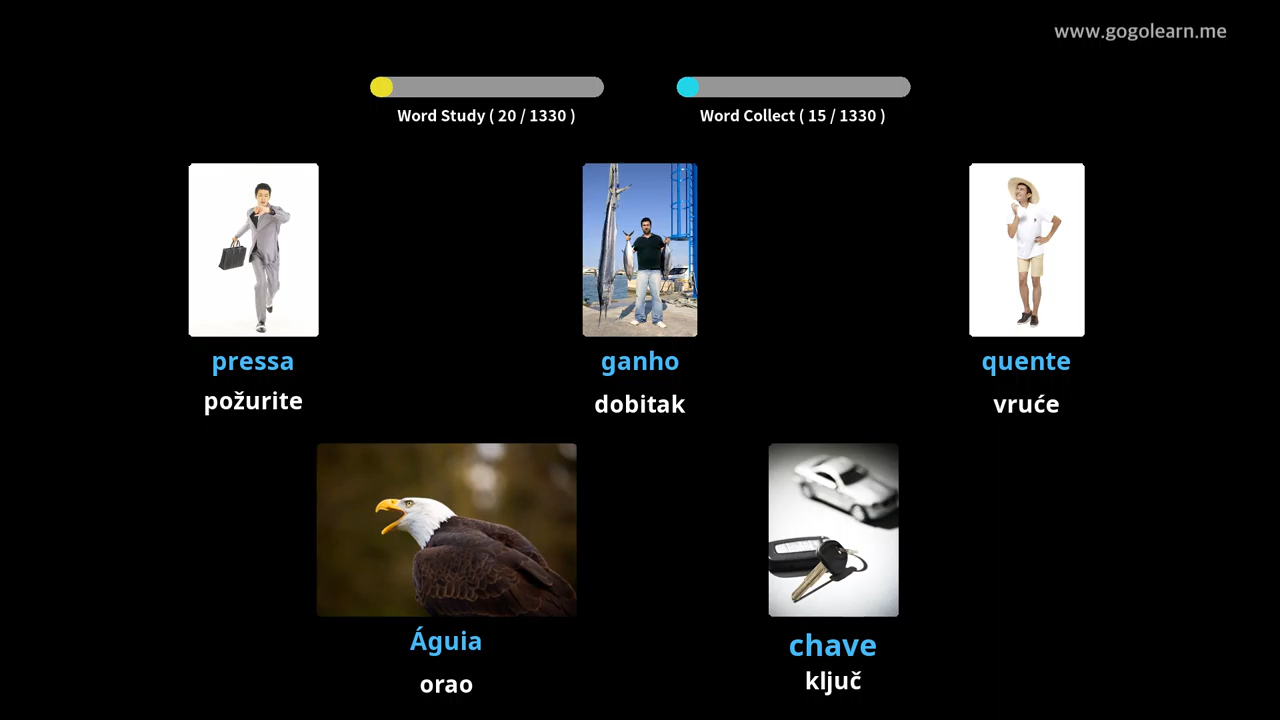 www.gogolearn.me
Word Study ( 20 / 1330 )
Word Collect ( 15 / 1330 )
pressa
ganho
quente
požurite
dobitak
vruće
Águia
chave
orao
ključ